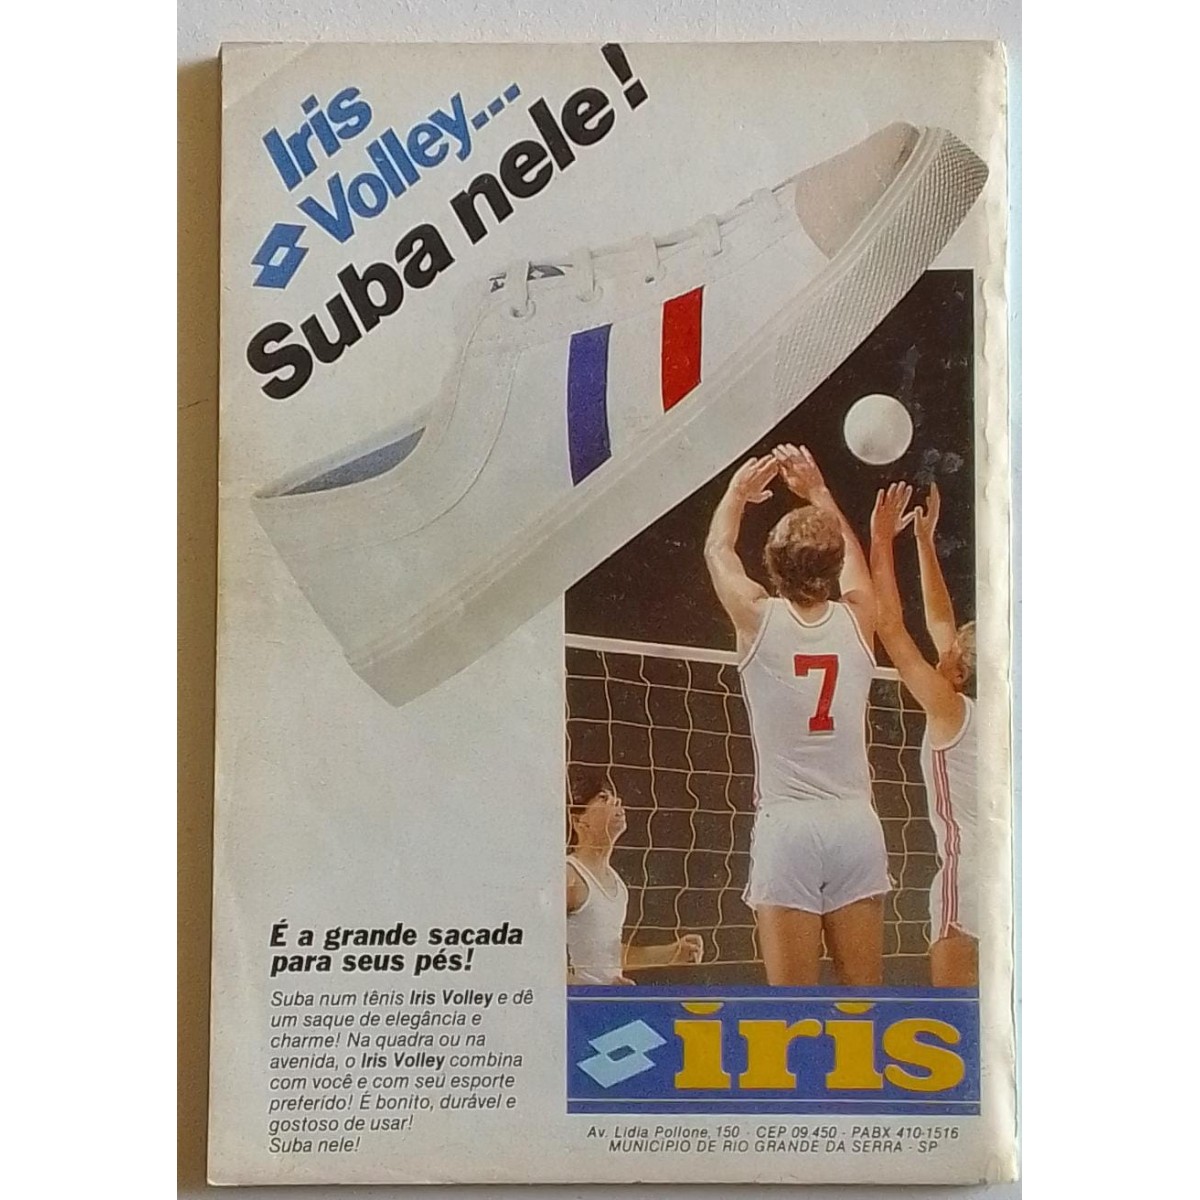 Iris
Volley...
Suba nele!
7
É a grande sacada
para seus pés!
Suba num tênis Iris Volley e dê
um saque de elegância e
charme! Na quadra ou na
avenida, o Iris Volley combina
com você e com seu esporte
preferido! É bonito, durável e
gostoso de usar!
Suba nele!
iris
Av. Lidia Pollone, 150 - CEP 09.450 - PABX 410-1516
MUNICIPIO DE RIO GRANDE DA SERRA - SP